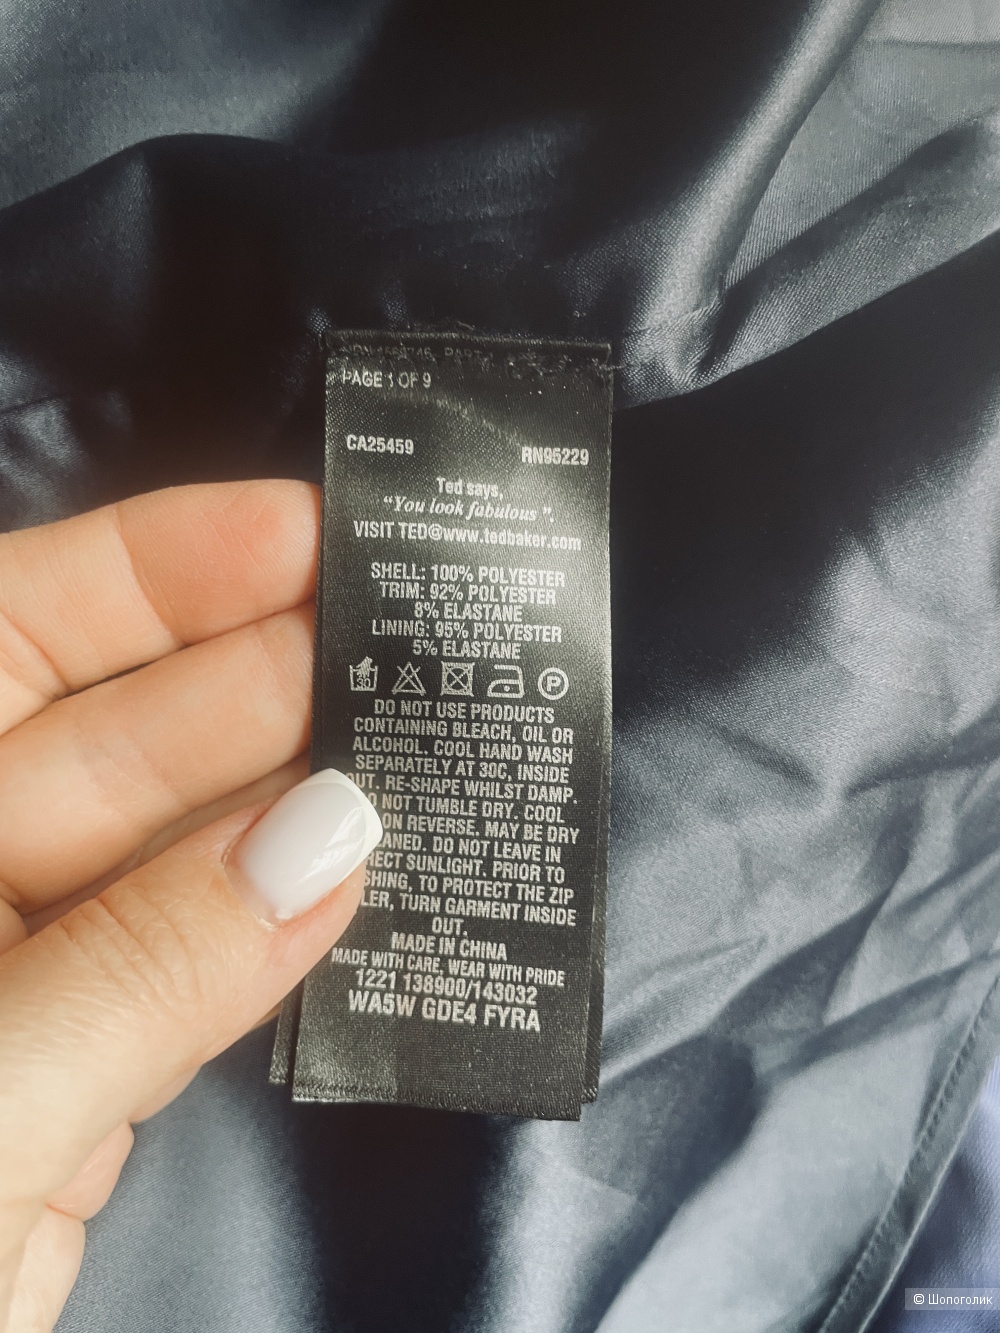 PAGE 1 OF 9
CA25459 RN95229
Ted says,
“You look fabulous ”.
VISIT TED@www.tedbaker.com
SHELL: 100% POLYESTER
TRIM: 92% POLYESTER
8% ELASTANE
LINING: 95% POLYESTER
5% ELASTANE
30 P
DO NOT USE PRODUCTS
CONTAINING BLEACH, OIL OR
ALCOHOL. COOL HAND WASH
SEPARATELY AT 30C, INSIDE
OUT. RE-SHAPE WHILST DAMP.
NOT TUMBLE DRY. COOL
ON REVERSE. MAY BE DRY
DO NOT LEAVE IN
SUNLIGHT. PRIOR TO
TO PROTECT THE ZIP
TURN GARMENT INSIDE
OUT.
MADE IN CHINA
MADE WITH CARE, WEAR WITH PRIDE
1221 138900/143032
WA5W GDE4 FYRA
© Шопоголик